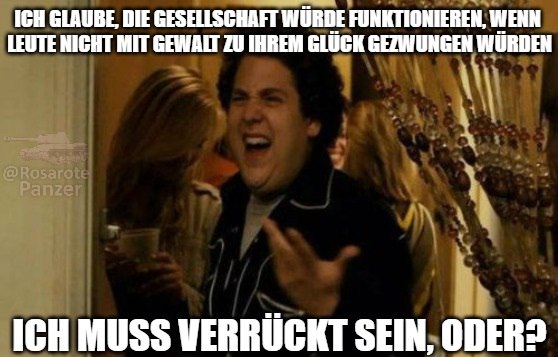 ICH GLAUBE, DIE GESELLSCHAFT WÜRDE FUNKTIONIEREN, WENN
LEUTE NICHT MIT GEWALT ZU IHREM GLÜCK GEZWUNGEN WÜRDEN
@Rosarote
Panzer
ICH MUSS VERRÜCKT SEIN, ODER?